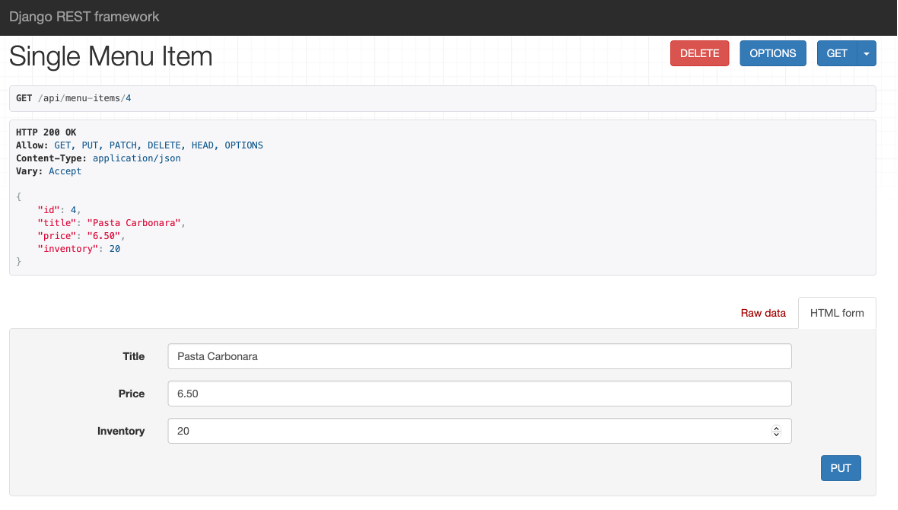 Django REST framework
Single Menu Item
DELETE OPTIONS GET
GET /api/menu-items/4
HTTP 200 OK
Allow: GET, PUT, PATCH, DELETE, HEAD, OPTIONS
Content-Type: application/json
Vary: Accept
{
    "id": 4,
    "title": "Pasta Carbonara",
    "price": "6.50",
    "inventory": 20
}
Raw data HTML form
Title Pasta Carbonara
Price 6.50
Inventory 20
PUT